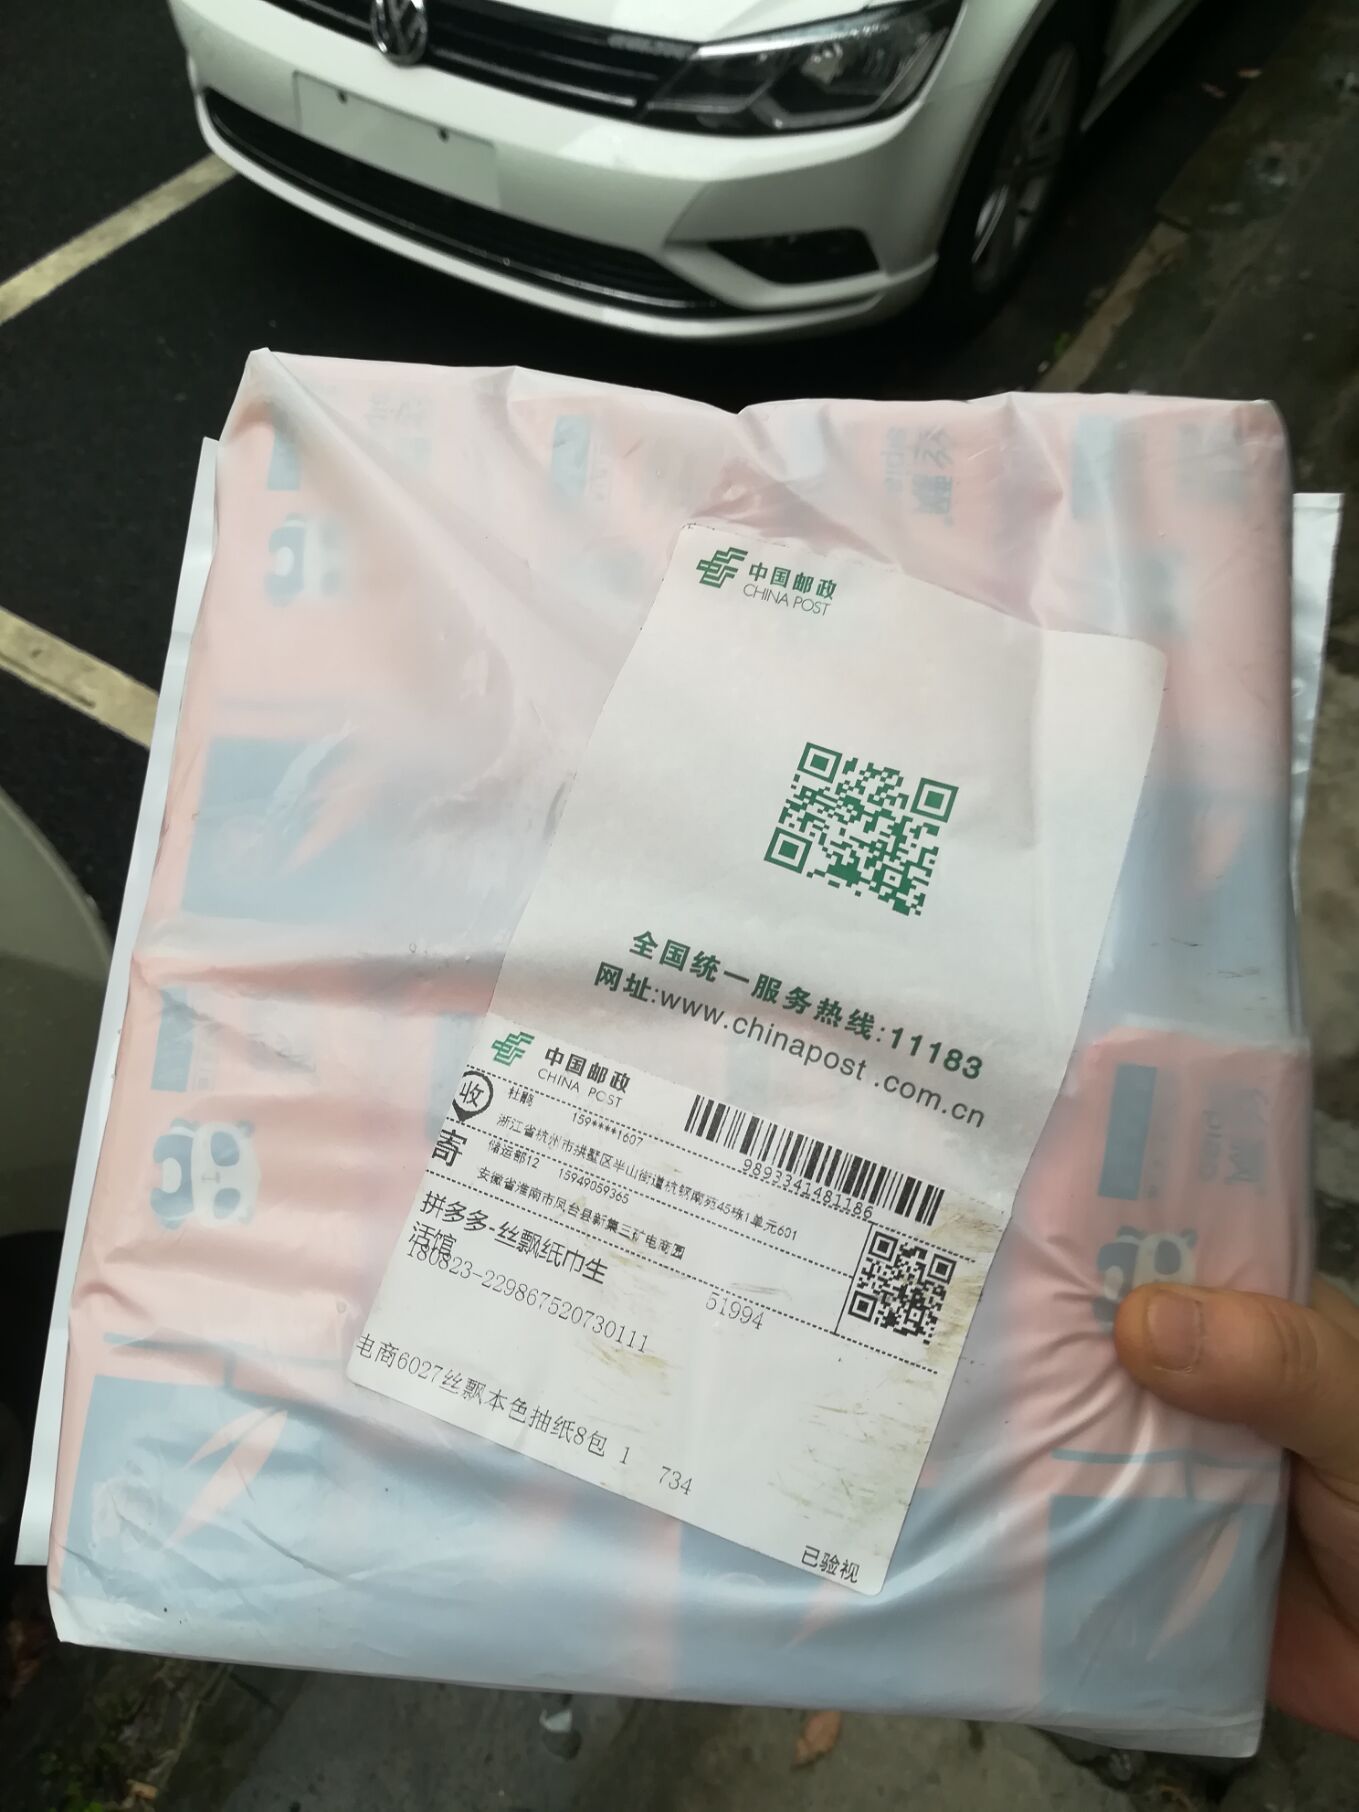 中国邮政
CHINA POST
全国统一服务热线:11183
网址:www.chinapost.com.cn
中国邮政
CHINA POST
收
杜鹃 159****1607
浙江省杭州市拱墅区半山街道杭钢南苑45栋1单元601
9893341481186
寄
储运部12 15949059365
安徽省淮南市凤台县新集三矿电商园
拼多多-丝飘纸巾生
活馆
180823-229867520730111
51994
电商6027丝飘本色抽纸8包 1 734
已验视